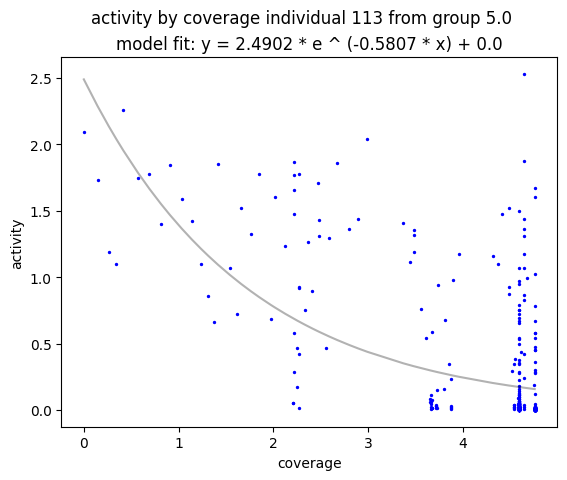 activity by coverage individual 113 from group 5.0
model fit: y = 2.4902 * e ^ (-0.5807 * x) + 0.0
2.5
2.0
1.5
1.0
0.5
0.0
activity
0 1 2 3 4
coverage